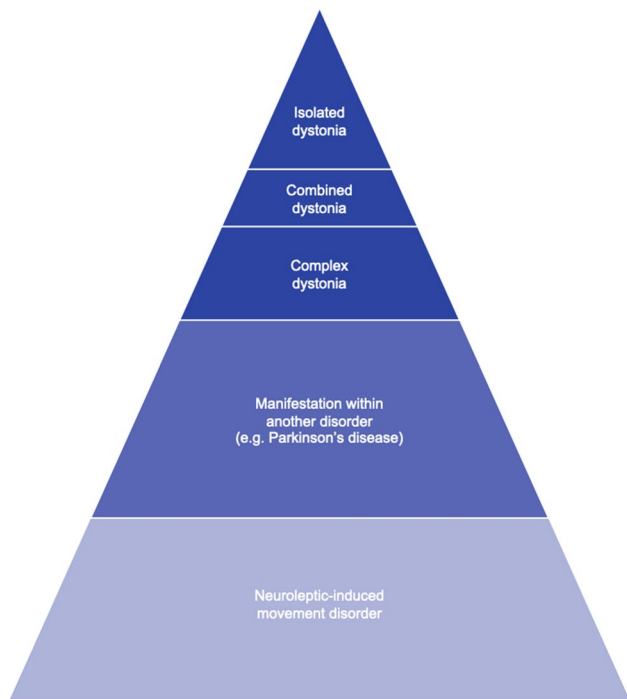 Isolated
dystonia
Combined
dystonia
Complex
dystonia
Manifestation within
another disorder
(e.g. Parkinson's disease)
Neuroleptic-induced
movement disorder